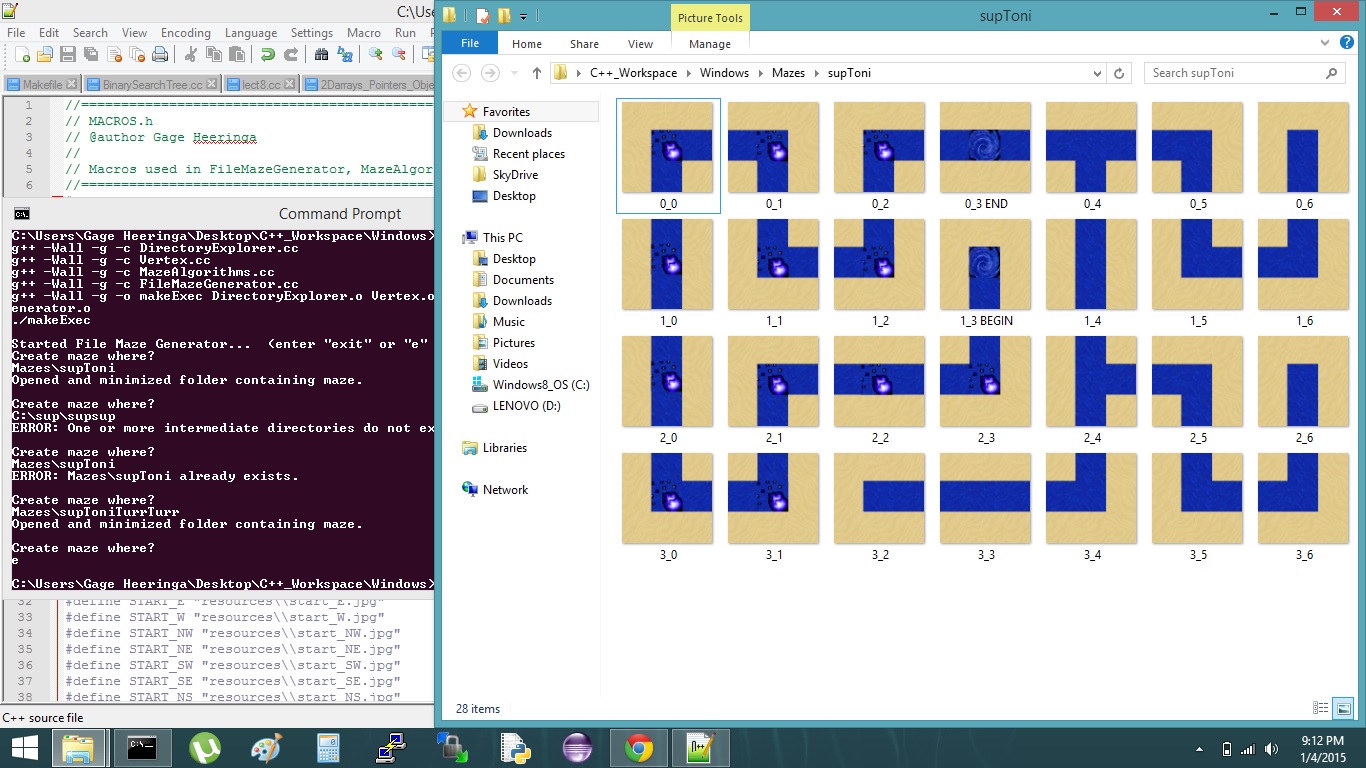 C:\Use
File Edit Search View Encoding Language Settings Macro Run
Makefile BinarySearchTree.cc lect8.cc 2Darrays_Pointers_Obje
1 //=====================================================
2 // MACROS.h
3 // @author Gage Heeringa
4 //
5 // Macros used in FileMazeGenerator, MazeAlgor
6 //=====================================================
Command Prompt
C:\Users\Gage Heeringa\Desktop\C++_Workspace\Windows>
g++ -Wall -g -c DirectoryExplorer.cc
g++ -Wall -g -c Vertex.cc
g++ -Wall -g -c MazeAlgorithms.cc
g++ -Wall -g -c FileMazeGenerator.cc
g++ -Wall -g -o makeExec DirectoryExplorer.o Vertex.o
enerator.o
./makeExec
Started File Maze Generator... (enter "exit" or "e"
Create maze where?
Mazes\supToni
Opened and minimized folder containing maze.
Create maze where?
C:\sup\supsup
ERROR: One or more intermediate directories do not ex
Create maze where?
Mazes\supToni
ERROR: Mazes\supToni already exists.
Create maze where?
Mazes\supToniTurrTurr
Opened and minimized folder containing maze.
Create maze where?
e
C:\Users\Gage Heeringa\Desktop\C++_Workspace\Windows>
32 #define START_E "resources\\start_E.jpg"
33 #define START_W "resources\\start_W.jpg"
34 #define START_NW "resources\\start_NW.jpg"
35 #define START_NE "resources\\start_NE.jpg"
36 #define START_SW "resources\\start_SW.jpg"
37 #define START_SE "resources\\start_SE.jpg"
38 #define START_NS "resources\\start_NS.jpg"
C++ source file
Picture Tools
supToni
File Home Share View Manage
C++_Workspace Windows Mazes supToni
Search supToni
Favorites
Downloads
Recent places
SkyDrive
Desktop
This PC
Desktop
Documents
Downloads
Music
Pictures
Videos
Windows8_OS (C:)
LENOVO (D:)
Libraries
Network
0_0 0_1 0_2 0_3 END 0_4 0_5 0_6
1_0 1_1 1_2 1_3 BEGIN 1_4 1_5 1_6
2_0 2_1 2_2 2_3 2_4 2_5 2_6
3_0 3_1 3_2 3_3 3_4 3_5 3_6
28 items
9:12 PM
1/4/2015